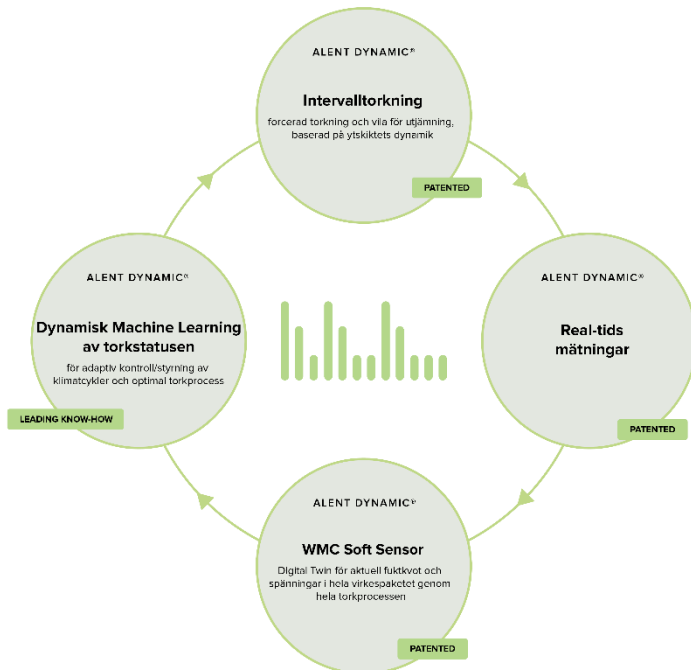 ALENT DYNAMIC®
Intervalltorkning
forcerad torkning och vila för utjämning,
baserad på ytskiktets dynamik
PATENTED
ALENT DYNAMIC®
Dynamisk Machine Learning
av torkstatusen
för adaptiv kontroll/styrning av
klimatcykler och optimal torkprocess
LEADING KNOW-HOW
ALENT DYNAMIC®
Real-tids
mätningar
PATENTED
ALENT DYNAMIC®
WMC Soft Sensor
Digital Twin för aktuell fuktkvot och
spänningar i hela virkespaketet genom
hela torkprocessen
PATENTED